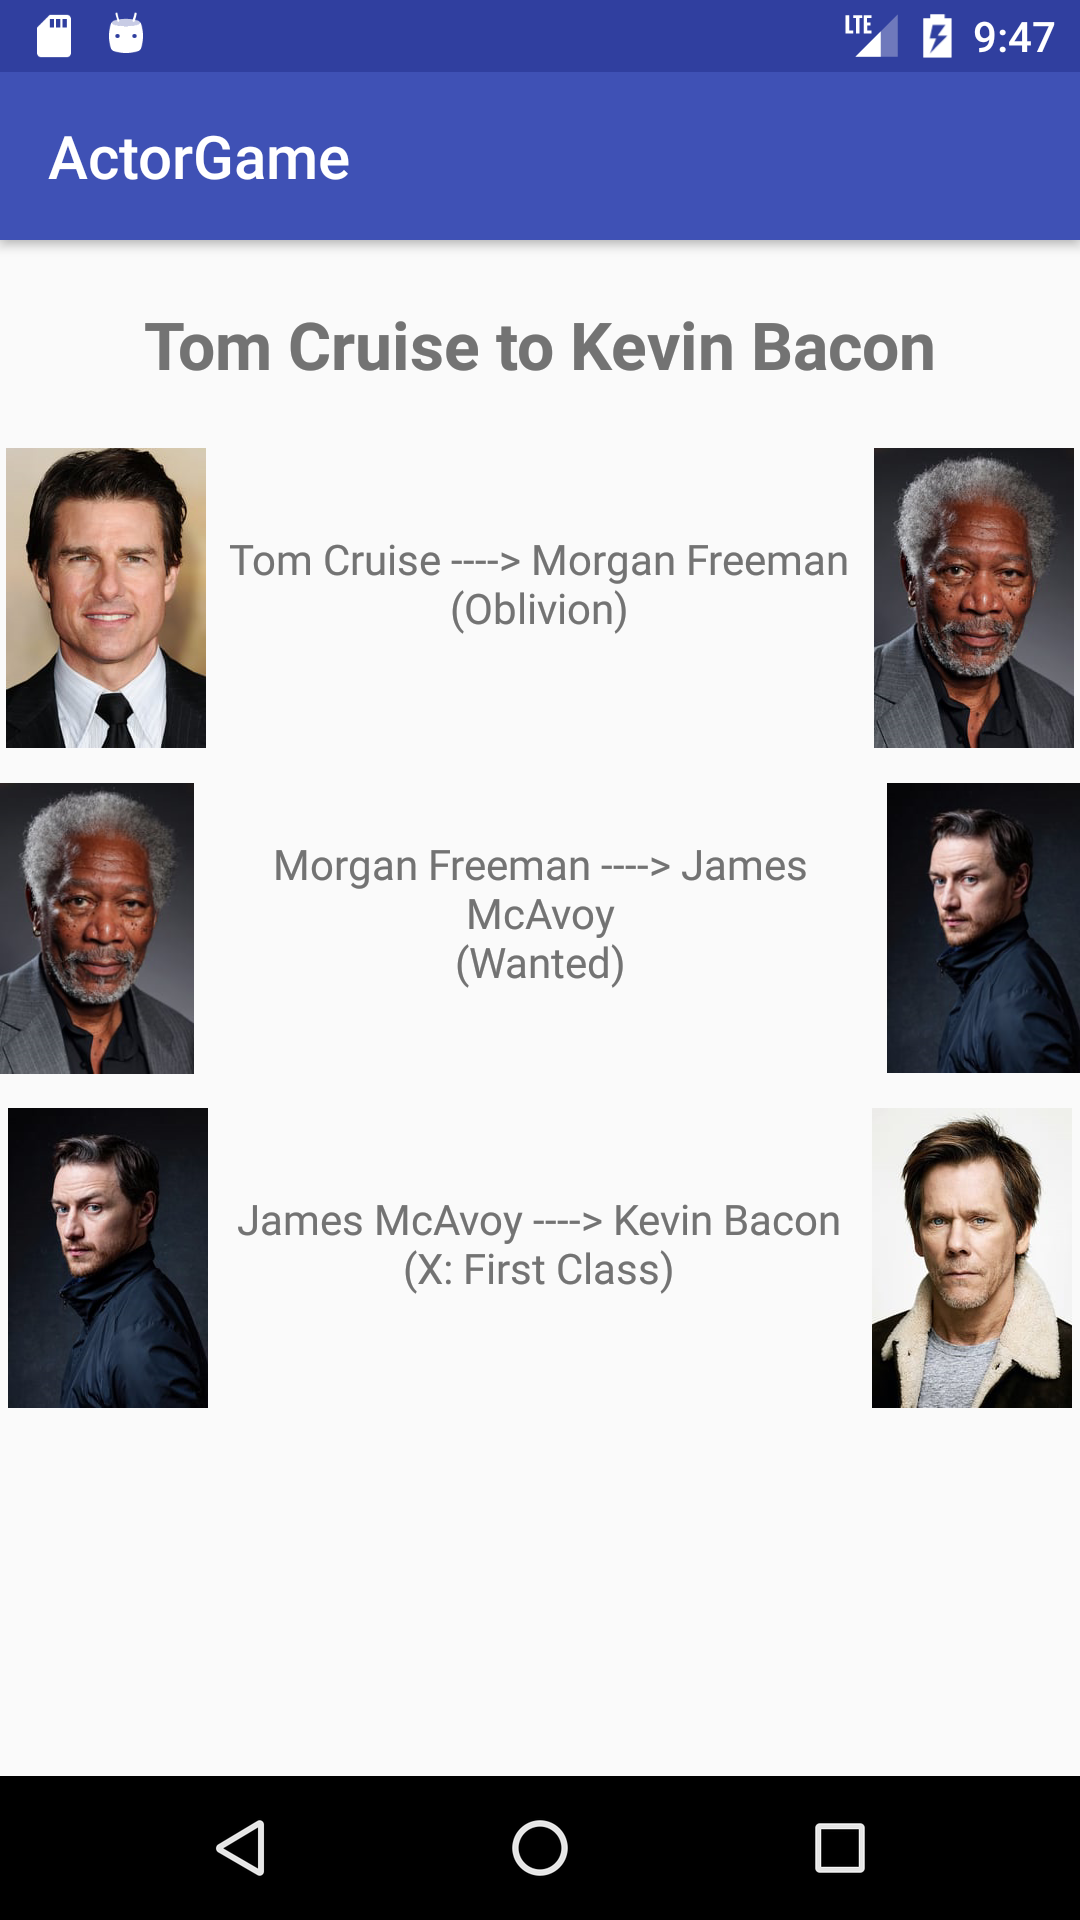 LTE 9:47
ActorGame
Tom Cruise to Kevin Bacon
Tom Cruise ----> Morgan Freeman
(Oblivion)
Morgan Freeman ----> James
McAvoy
(Wanted)
James McAvoy ----> Kevin Bacon
(X: First Class)